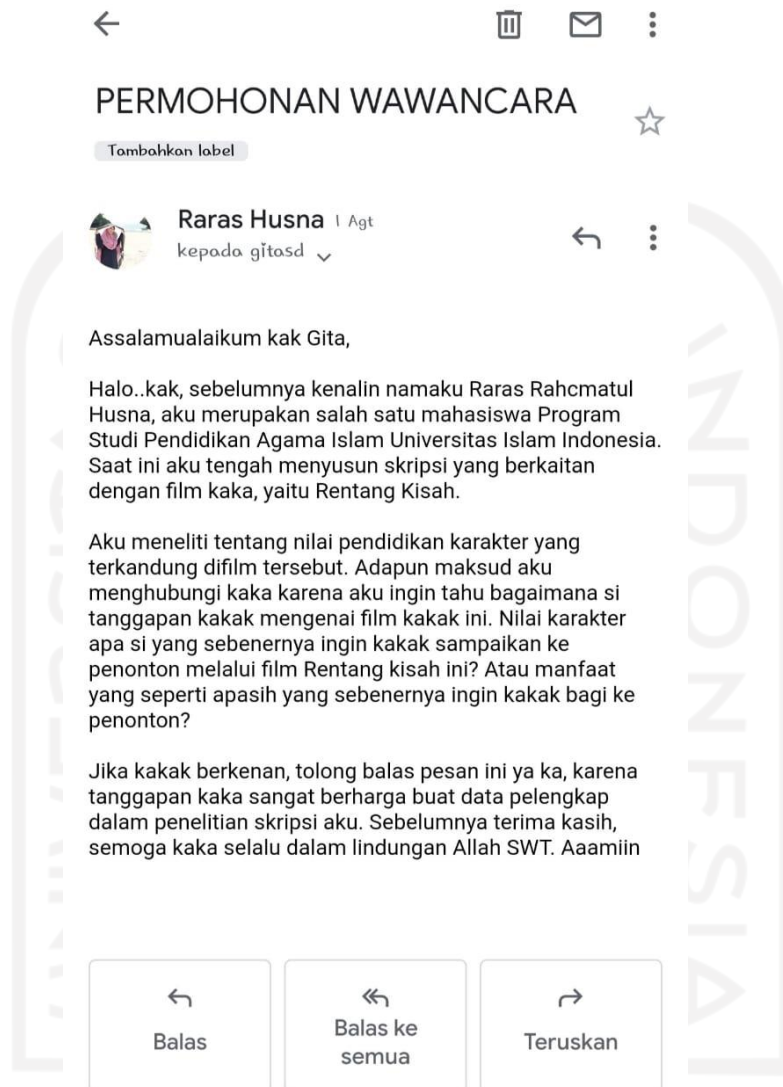 PERMOHONAN WAWANCARA
Tambahkan label
Raras Husna 1 Agt
kepada gitasd
Assalamualaikum kak Gita,
Halo..kak, sebelumnya kenalin namaku Raras Rahcmatul
Husna, aku merupakan salah satu mahasiswa Program
Studi Pendidikan Agama Islam Universitas Islam Indonesia.
Saat ini aku tengah menyusun skripsi yang berkaitan
dengan film kaka, yaitu Rentang Kisah.
Aku meneliti tentang nilai pendidikan karakter yang
terkandung difilm tersebut. Adapun maksud aku
menghubungi kaka karena aku ingin tahu bagaimana si
tanggapan kakak mengenai film kakak ini. Nilai karakter
apa si yang sebenernya ingin kakak sampaikan ke
penonton melalui film Rentang kisah ini? Atau manfaat
yang seperti apasih yang sebenernya ingin kakak bagi ke
penonton?
Jika kakak berkenan, tolong balas pesan ini ya ka, karena
tanggapan kaka sangat berharga buat data pelengkap
dalam penelitian skripsi aku. Sebelumnya terima kasih,
semoga kaka selalu dalam lindungan Allah SWT. Aaamiin
Balas
Balas ke
semua
Teruskan